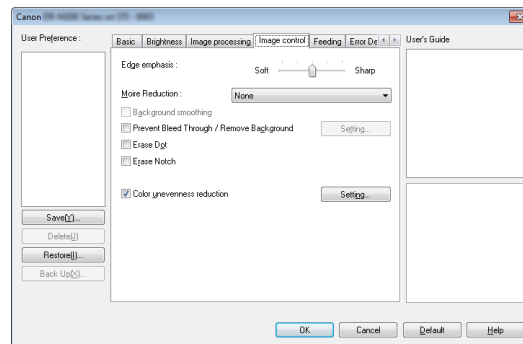 Canon
User Preference :
Basic Brightness Image processing Image control Feeding Error De
User's Guide
Edge emphasis :
Soft Sharp
Moire Reduction :
None
Background smoothing
Prevent Bleed Through / Remove Background
Setting...
Erase Dot
Erase Notch
Color unevenness reduction
Setting...
Save(Y)...
Delete(J)
Restore(I)...
Back Up(X)...
OK Cancel Default Help